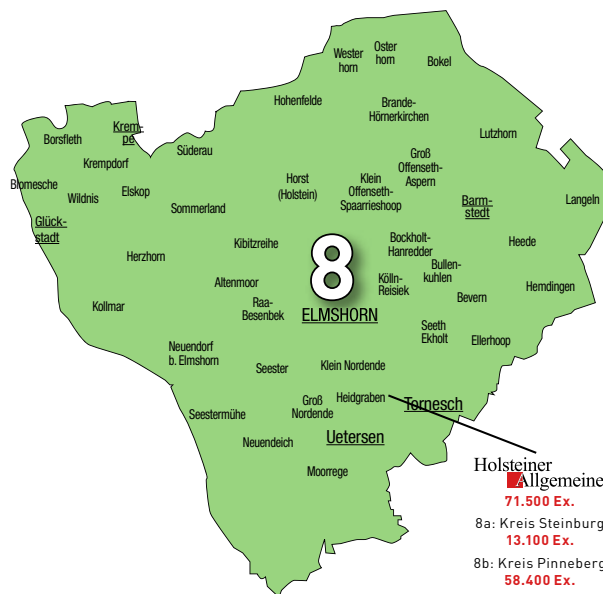 Wester
horn
Oster
horn
Bokel
Hohenfelde
Brande-
Hörnerkirchen
Lutzhorn
Borsfleth
Krem-
pe
Süderau
Krempdorf
Groß
Offenseth-
Aspern
Blomesche
Wildnis
Elskop
Sommerland
Horst
(Holstein)
Klein
Offenseth-
Spaarrieshoop
Barm-
stedt
Langeln
Glück-
stadt
Herzhorn
Kibitzreihe
8
Bockholt-
Hanredder
Heede
Bullen-
kuhlen
Kölln-
Reisiek
Altenmoor
Hemdingen
Bevern
Kollmar
Raa-
Besenbek
ELMSHORN
Seeth
Ekholt
Ellerhoop
Neuendorf
b. Elmshorn
Seester
Klein Nordende
Heidgraben
Tornesch
Groß
Nordende
Seestermühe
Neuendeich
Uetersen
Moorrege
Holsteiner
Allgemeine
71.500 Ex.
8a: Kreis Steinburg
13.100 Ex.
8b: Kreis Pinneberg
58.400 Ex.